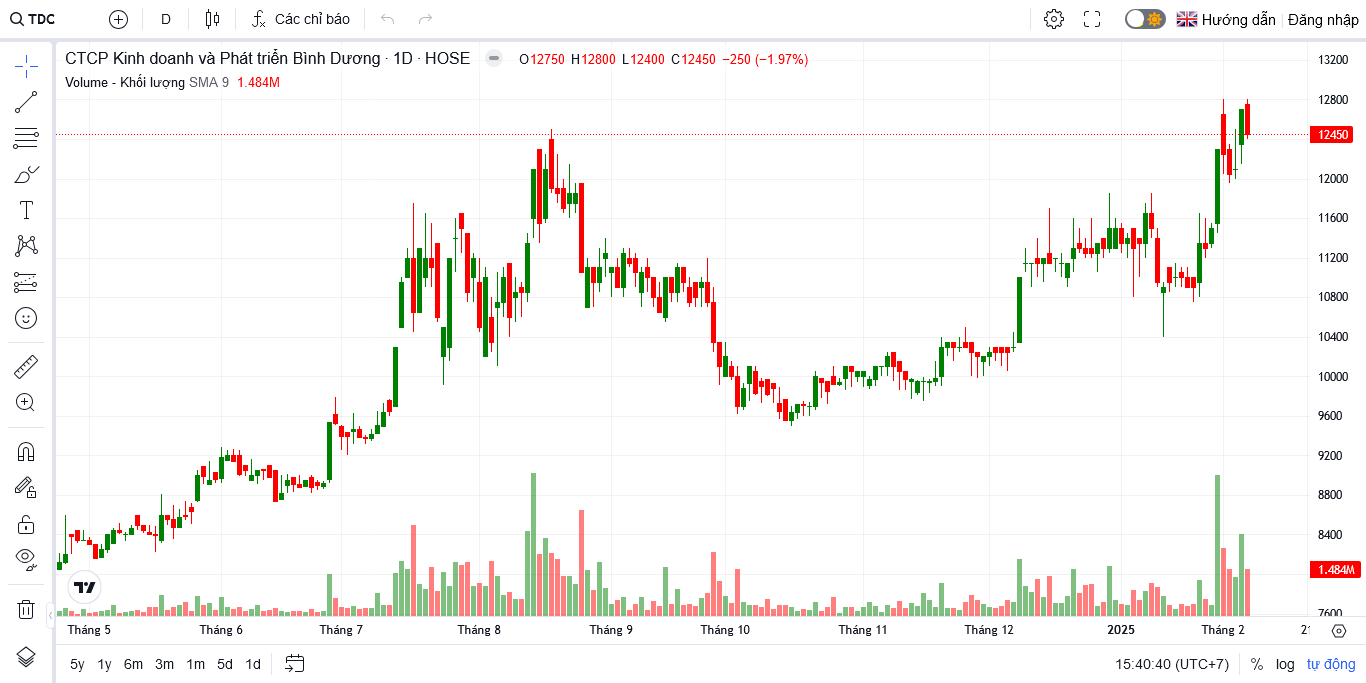 TDC
D
Các chỉ báo
Hướng dẫn
Đăng nhập
CTCP Kinh doanh và Phát triển Bình Dương · 1D · HOSE
O12750 H12800 L12400 C12450 −250 (−1.97%)
Volume - Khối lượng SMA 9 1.484M
13200
12800
12450
12000
11600
11200
10800
10400
10000
9600
9200
8800
8400
1.484M
7600
Tháng 5
Tháng 6
Tháng 7
Tháng 8
Tháng 9
Tháng 10
Tháng 11
Tháng 12
2025
Tháng 2
5y 1y 6m 3m 1m 5d 1d
15:40:40 (UTC+7)
% log tự động